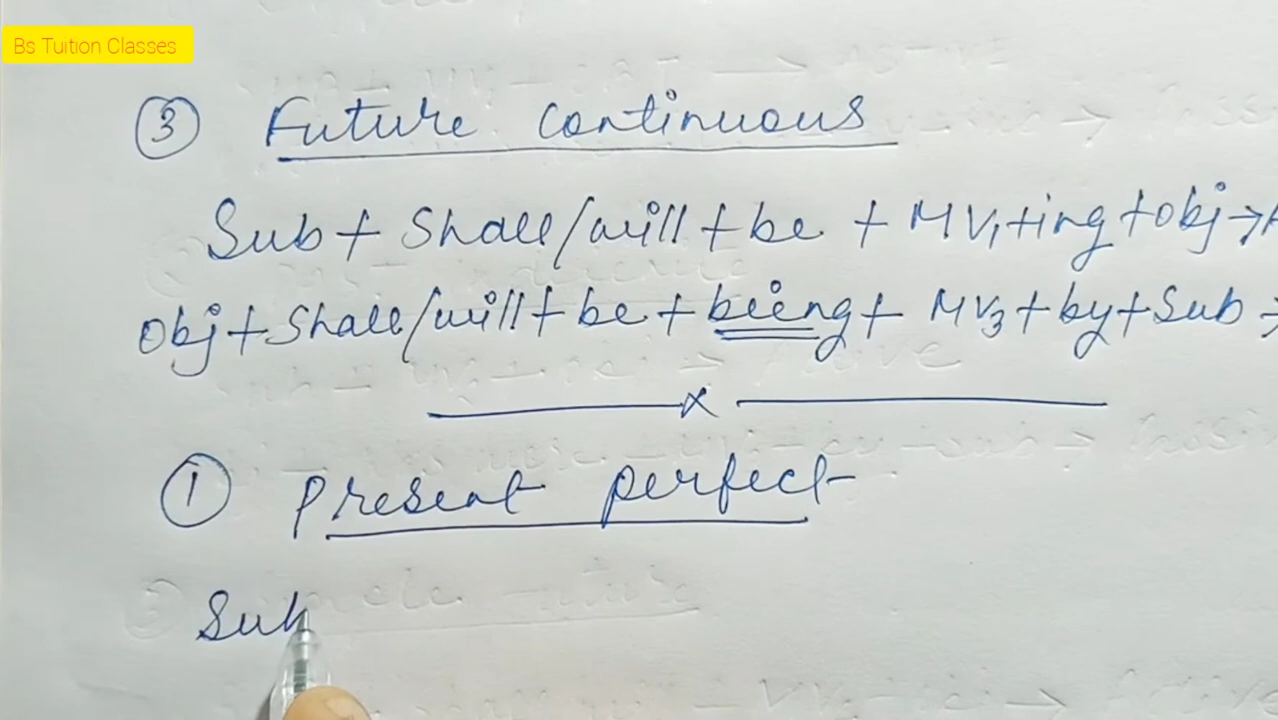 Bs Tuition Classes
③ Future continuous
Sub + Shall/will + be + MV1+ing + obj →
Obj + Shall/will + be + being + MV3 + by + Sub →
x
① Present perfect
Sub